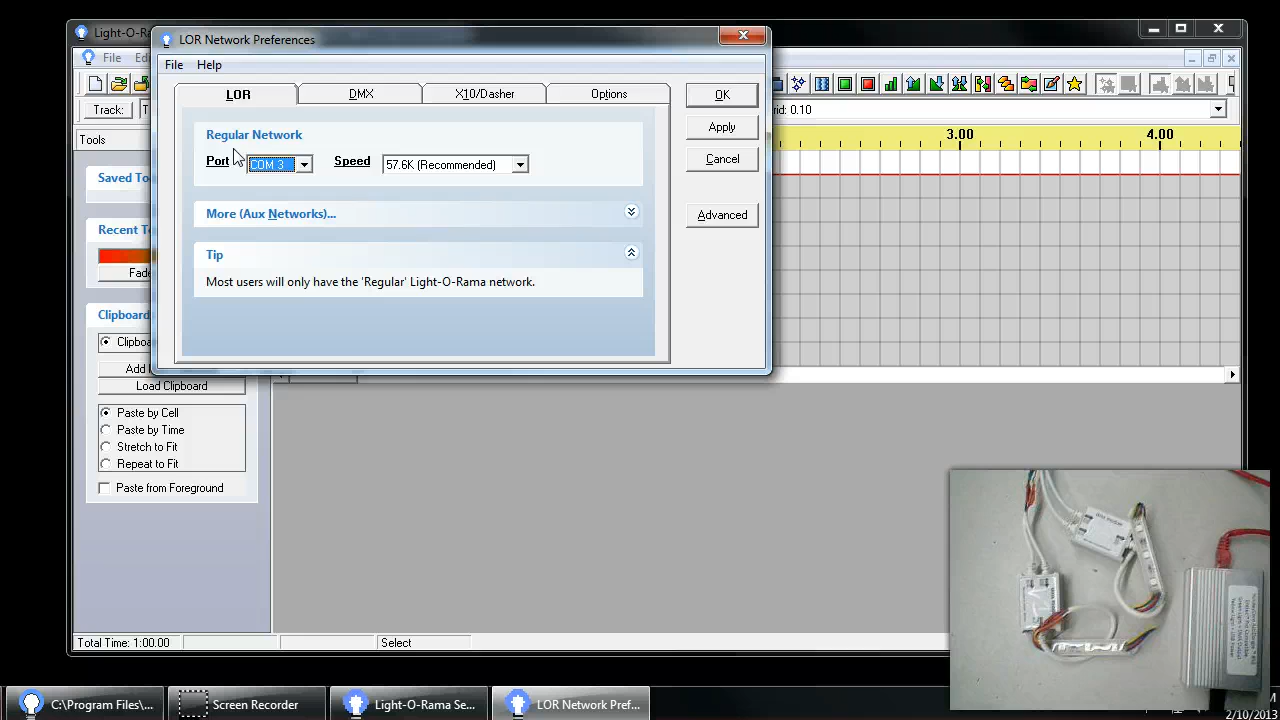 Light-O-Ra
LOR Network Preferences
File Edi
File Help
LOR DMX X10/Dasher Options
OK
Apply
Cancel
Advanced
Regular Network
Port COM 3 Speed 57.6K (Recommended)
More (Aux Networks)...
Tip
Most users will only have the 'Regular' Light-O-Rama network.
Track: T
rid: 0.10
Tools
3.00 4.00
Saved To
Recent T
Fade
Clipboard
Clipboa
Add
Load Clipboard
Paste by Cell
Paste by Time
Stretch to Fit
Repeat to Fit
Paste from Foreground
Total Time: 1:00.00 Select
C:\Program Files\... Screen Recorder Light-O-Rama Se... LOR Network Pref...
M
2/10/2013